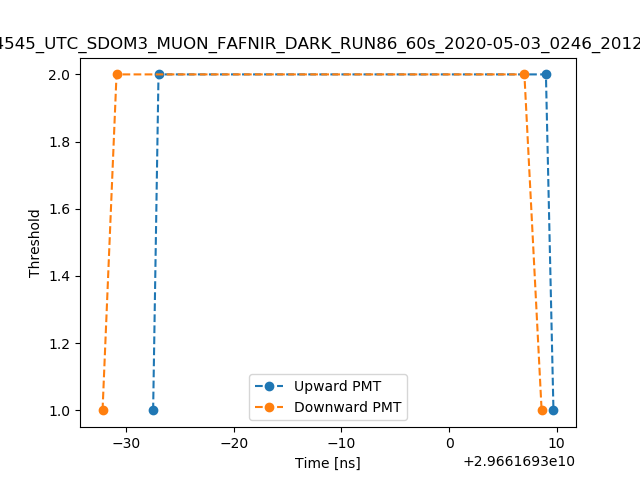 4545_UTC_SDOM3_MUON_FAFNIR_DARK_RUN86_60s_2020-05-03_0246_2012
2.0
1.8
1.6
1.4
1.2
1.0
Threshold
Upward PMT
Downward PMT
−30
−20
−10
0
10
Time [ns]
+2.9661693e10